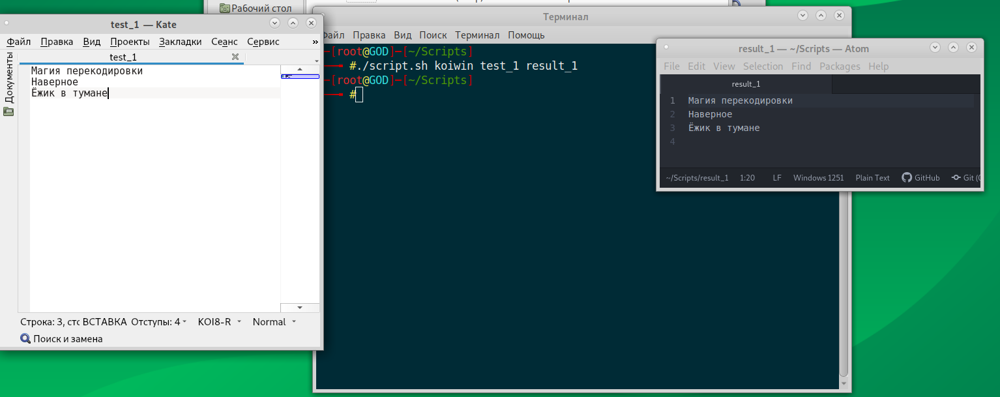 Рабочий стол
test_1 — Kate
Файл Правка Вид Проекты Закладки Сеанс Сервис »
test_1
Документы
Магия перекодировки
Наверное
Ёжик в тумане
Строка: 3, сто ВСТАВКА Отступы: 4 KOI8-R Normal
Поиск и замена
Терминал
Файл Правка Вид Поиск Терминал Помощь
[root@GOD]─[~/Scripts]
#./script.sh koiwin test_1 result_1
[root@GOD]─[~/Scripts]
#
result_1 — ~/Scripts — Atom
File Edit View Selection Find Packages Help
result_1
1 Магия перекодировки
2 Наверное
3 Ёжик в тумане
4
~/Scripts/result_1 1:20 LF Windows 1251 Plain Text GitHub Git (